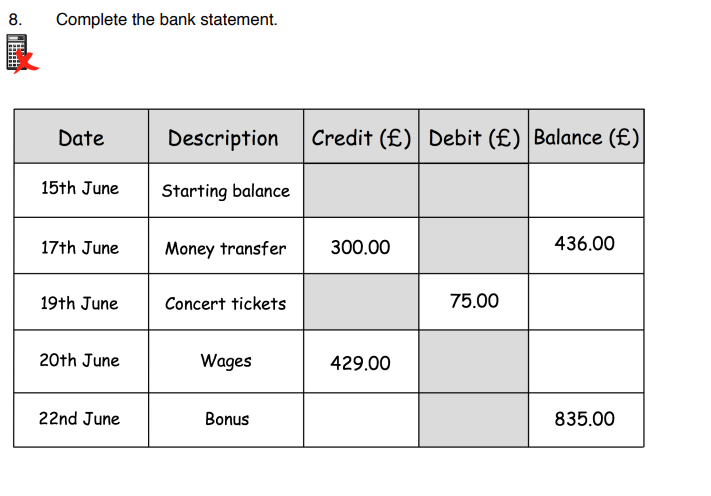 8. Complete the bank statement.
Date Description Credit (£) Debit (£) Balance (£)
15th June Starting balance
17th June Money transfer 300.00 436.00
19th June Concert tickets 75.00
20th June Wages 429.00
22nd June Bonus 835.00